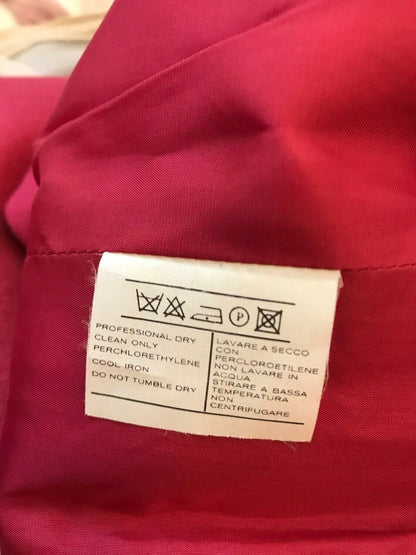 P
PROFESSIONAL DRY
CLEAN ONLY
PERCHLORETHYLENE
COOL IRON
DO NOT TUMBLE DRY
LAVARE A SECCO
CON
PERCLOROETILENE
NON LAVARE IN
ACQUA
STIRARE A BASSA
TEMPERATURA
NON
CENTRIFUGARE